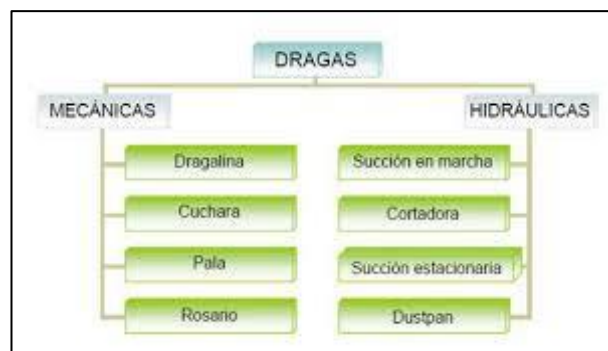 DRAGAS
MECÁNICAS
HIDRÁULICAS
Dragalina
Succión en marcha
Cuchara
Cortadora
Pala
Succión estacionaria
Rosario
Dustpan